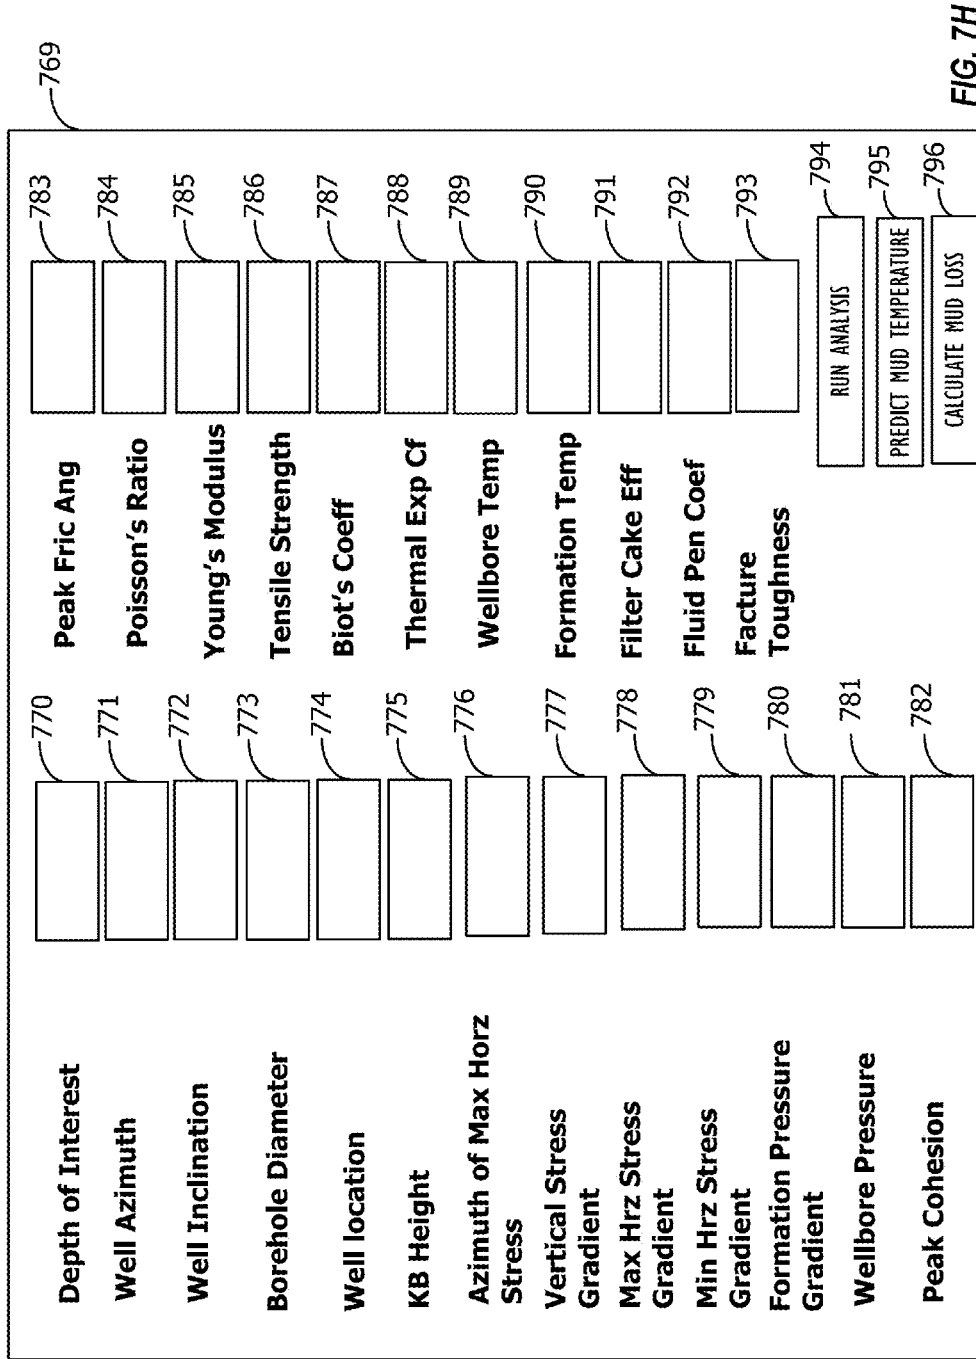 769
Depth of Interest 770
Well Azimuth 771
Well Inclination 772
Borehole Diameter 773
Well location 774
KB Height 775
Azimuth of Max Horz
Stress 776
Vertical Stress
Gradient 777
Max Hrz Stress
Gradient 778
Min Hrz Stress
Gradient 779
Formation Pressure
Gradient 780
Wellbore Pressure 781
Peak Cohesion 782
Peak Fric Ang 783
Poisson's Ratio 784
Young's Modulus 785
Tensile Strength 786
Biot's Coeff 787
Thermal Exp Cf 788
Wellbore Temp 789
Formation Temp 790
Filter Cake Eff 791
Fluid Pen Coef 792
Facture
Toughness 793
RUN ANALYSIS 794
PREDICT MUD TEMPERATURE 795
CALCULATE MUD LOSS 796
FIG. 7H